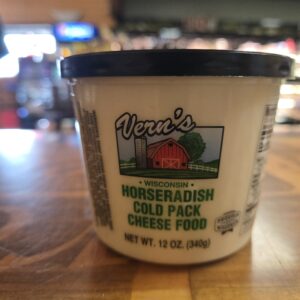 Vern's
• WISCONSIN •
HORSERADISH
COLD PACK
CHEESE FOOD
NET WT. 12 OZ. (340g)